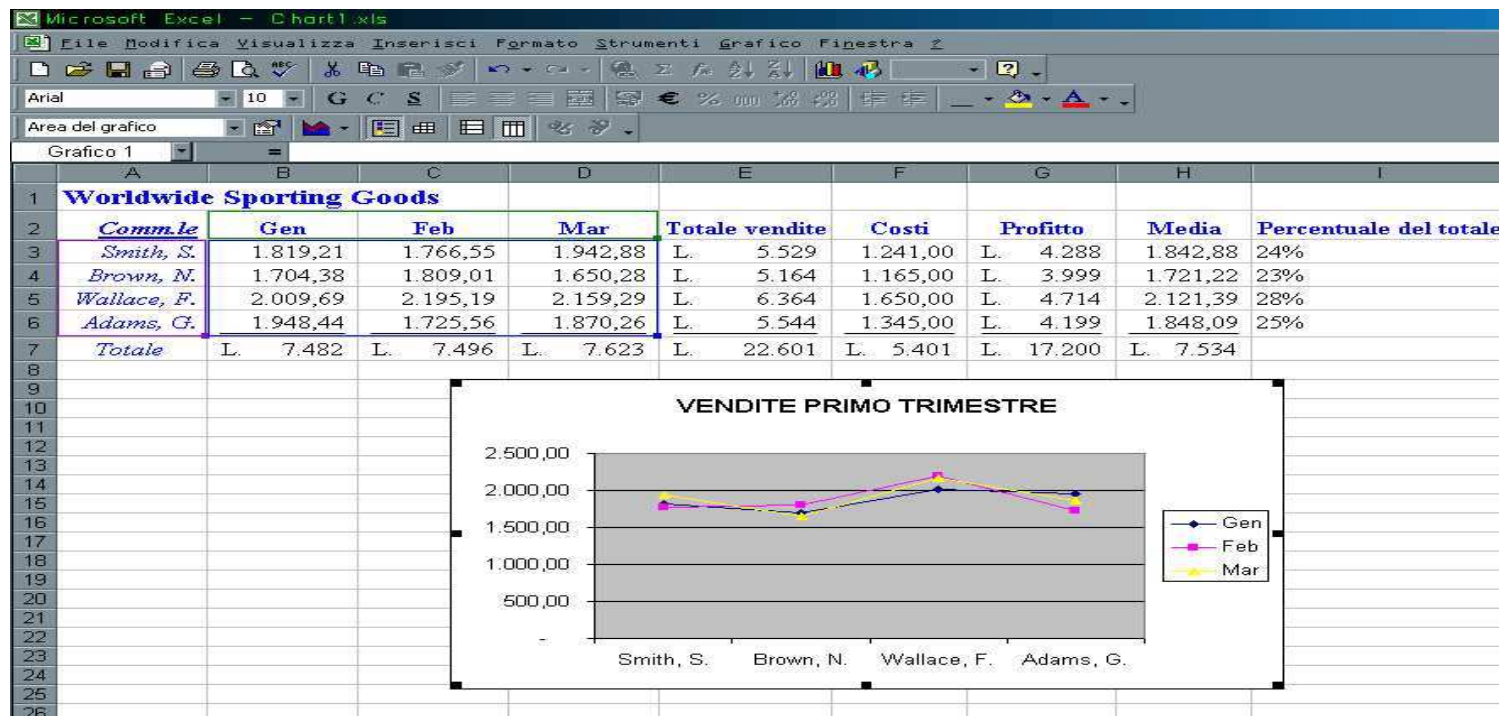 Microsoft Excel - Chart1.xls
File Modifica Visualizza Inserisci Formato Strumenti Grafico Finestra ?
Arial 10 G C S € % 000
Area del grafico
Grafico 1 =
A B C D E F G H I
1 Worldwide Sporting Goods
2 Comm.le Gen Feb Mar Totale vendite Costi Profitto Media Percentuale del totale
3 Smith, S. 1.819,21 1.766,55 1.942,88 L. 5.529 1.241,00 L. 4.288 1.842,88 24%
4 Brown, N. 1.704,38 1.809,01 1.650,28 L. 5.164 1.165,00 L. 3.999 1.721,22 23%
5 Wallace, F. 2.009,69 2.195,19 2.159,29 L. 6.364 1.650,00 L. 4.714 2.121,39 28%
6 Adams, G. 1.948,44 1.725,56 1.870,26 L. 5.544 1.345,00 L. 4.199 1.848,09 25%
7 Totale L. 7.482 L. 7.496 L. 7.623 L. 22.601 L. 5.401 L. 17.200 L. 7.534
8
9
10
11
12
13
14
15
16
17
18
19
20
21
22
23
24
25
26
VENDITE PRIMO TRIMESTRE
2.500,00
2.000,00
1.500,00
1.000,00
500,00
-
Smith, S. Brown, N. Wallace, F. Adams, G.
Gen
Feb
Mar